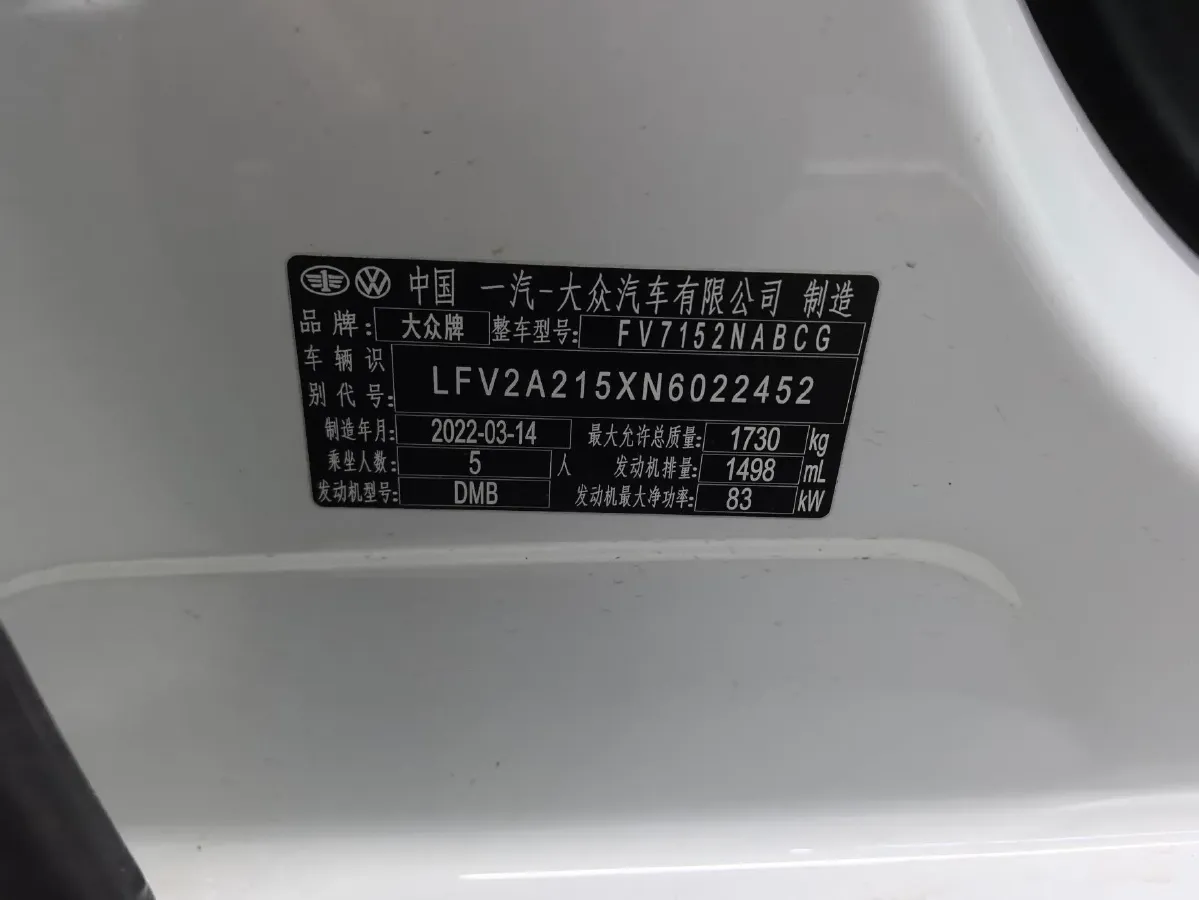 中国 一汽-大众汽车有限公司 制造
品牌: 大众牌 整车型号: FV7152NABCG
车辆识
别代号: LFV2A215XN6022452
制造年月: 2022-03-14 最大允许总质量: 1730 kg
乘坐人数: 5 人 发动机排量: 1498 mL
发动机型号: DMB 发动机最大净功率: 83 kW